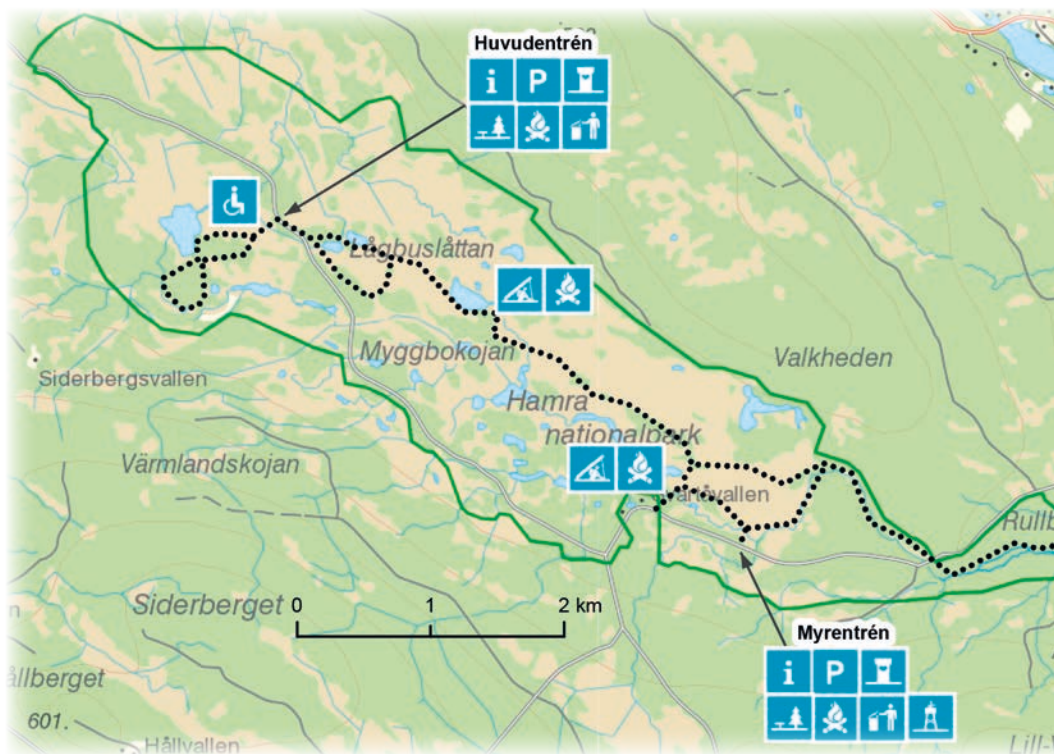 Huvudentrén
i P
Lågbuslåttan
Myggbokojan
Valkheden
Siderbergsvallen
Hamra
nationalpark
Värmlandskojan
Siderberget
0 1 2 km
Myrentrén
i P
601.
Hållvallen